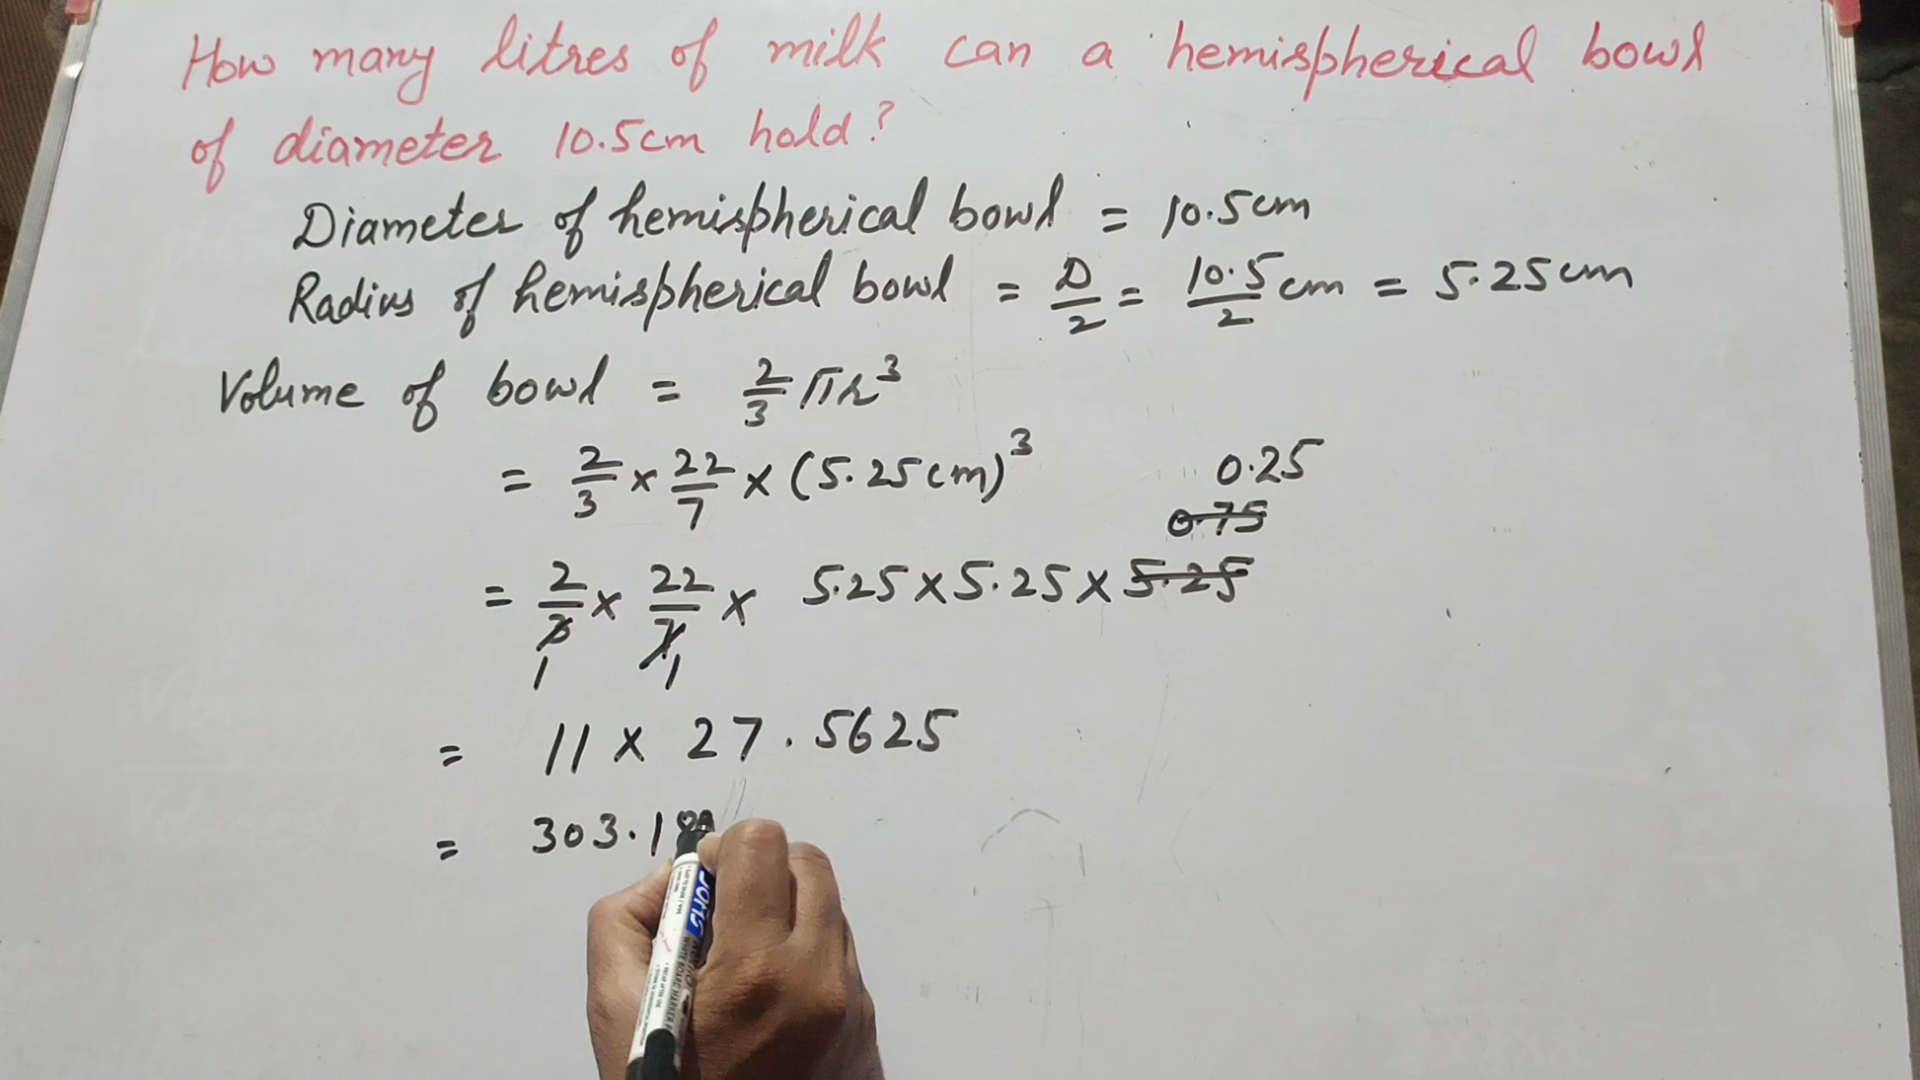 How many litres of milk can a hemispherical bowl
of diameter 10.5cm hold?
Diameter of hemispherical bowl = 10.5cm
Radius of hemispherical bowl = D/2 = 10.5/2 cm = 5.25cm
Volume of bowl = 2/3 πr³
= 2/3 × 22/7 × (5.25cm)³
0.25
0.75
= 2/3 × 22/7 × 5.25 × 5.25 × 5.25
1 1
= 11 × 27.5625
= 303.18